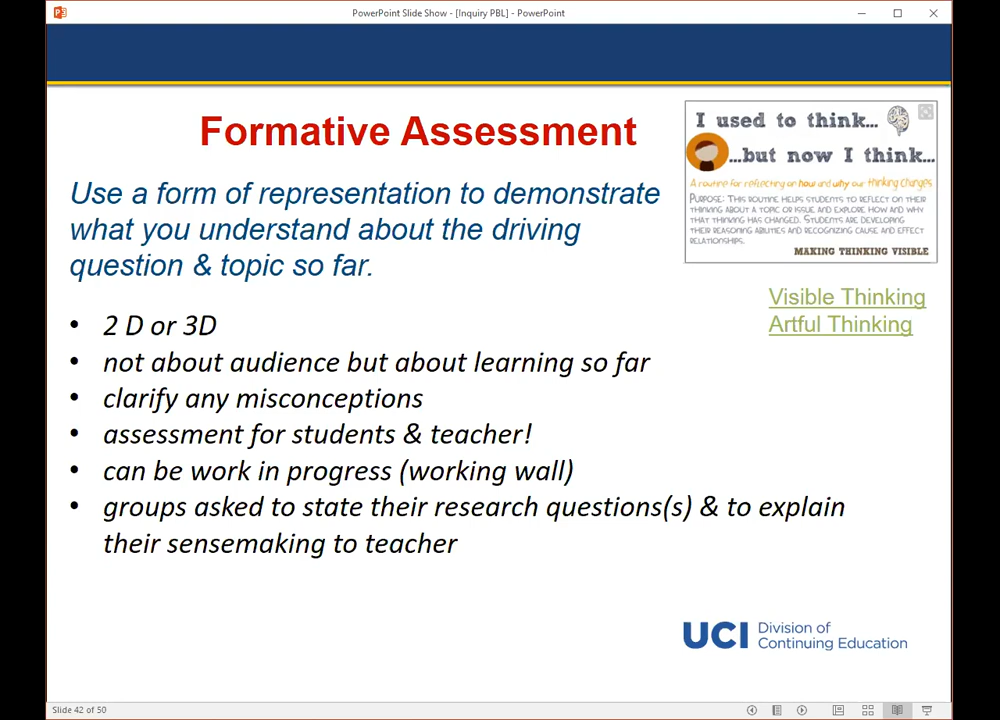 PowerPoint Slide Show - [Inquiry PBL] - PowerPoint
Formative Assessment
I used to think...
...but now I think...
A routine for reflecting on how and why our thinking changes
PURPOSE: THIS ROUTINE HELPS STUDENTS TO REFLECT ON THEIR
THINKING ABOUT A TOPIC OR ISSUE AND EXPLORE HOW AND WHY
THAT THINKING HAS CHANGED. STUDENTS ARE DEVELOPING
THEIR REASONING ABILITIES AND RECOGNIZING CAUSE AND EFFECT
RELATIONSHIPS.
MAKING THINKING VISIBLE
Use a form of representation to demonstrate
what you understand about the driving
question & topic so far.
Visible Thinking
Artful Thinking
• 2 D or 3D
• not about audience but about learning so far
• clarify any misconceptions
• assessment for students & teacher!
• can be work in progress (working wall)
• groups asked to state their research questions(s) & to explain
their sensemaking to teacher
UCI Division of
Continuing Education
Slide 42 of 50